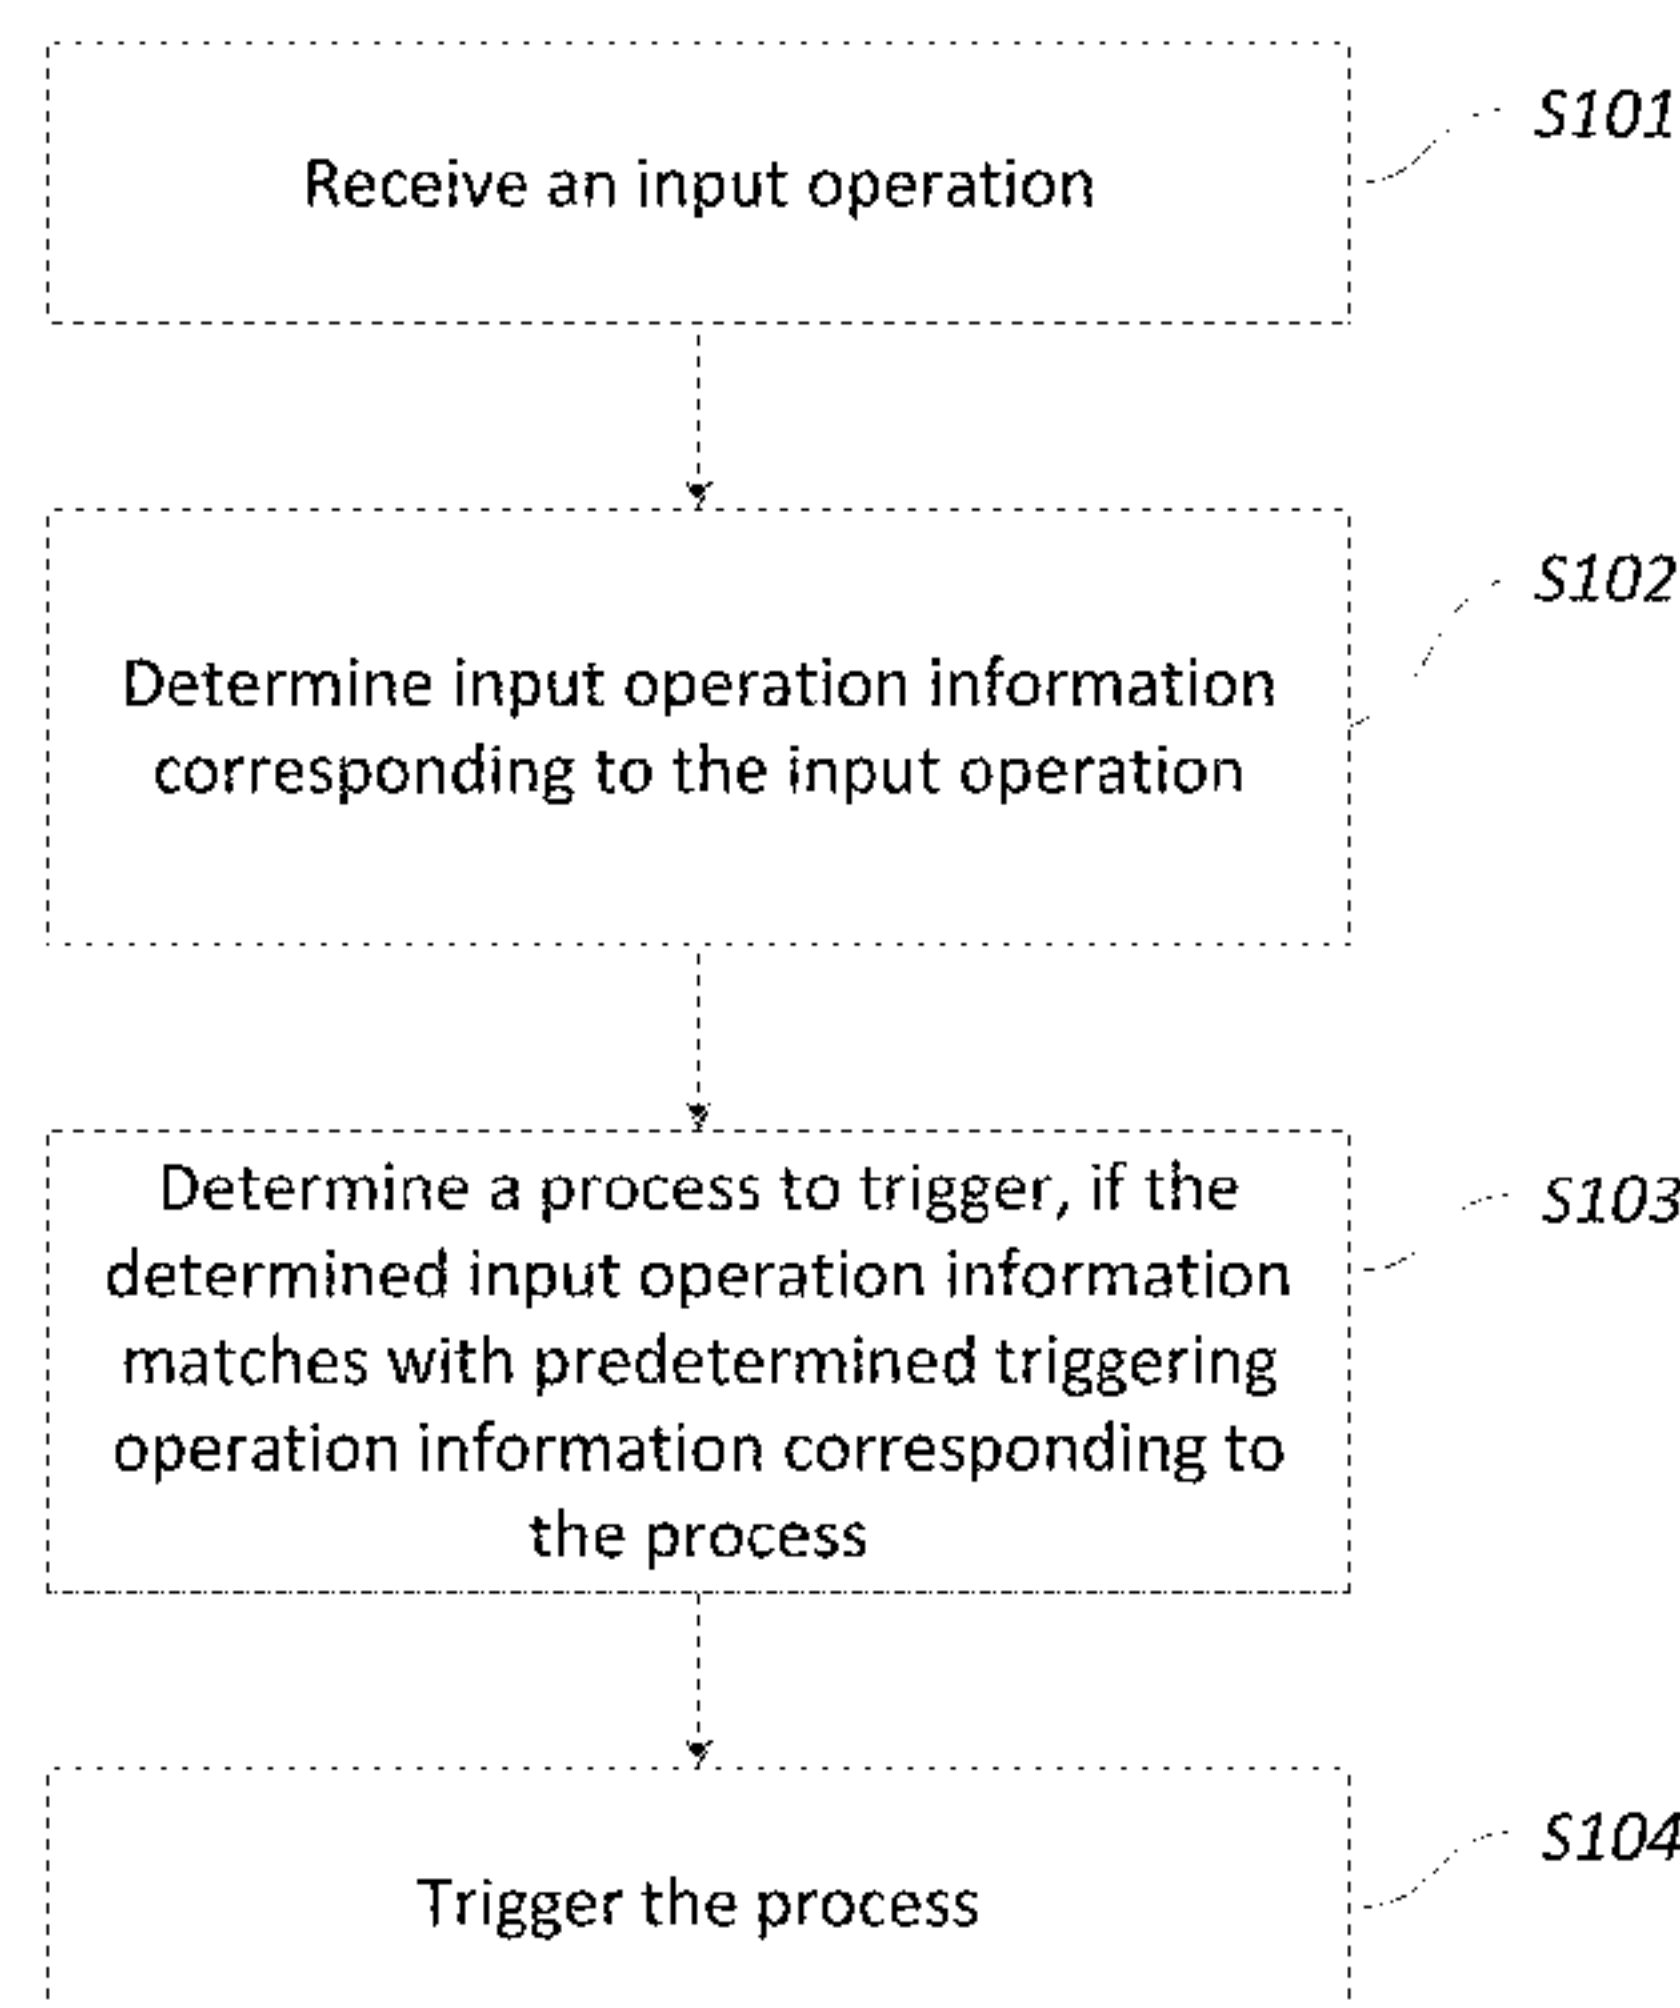 Receive an input operation
S101
Determine input operation information
corresponding to the input operation
S102
Determine a process to trigger, if the
determined input operation information
matches with predetermined triggering
operation information corresponding to
the process
S103
Trigger the process
S104